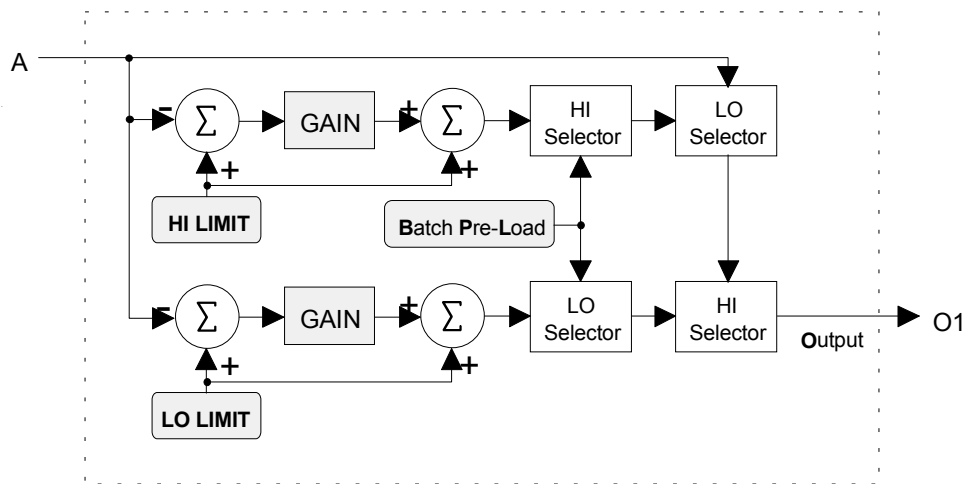 A
-
Σ
GAIN
+
Σ
HI
Selector
LO
Selector
+
+
HI LIMIT
Batch Pre-Load
-
Σ
GAIN
+
Σ
LO
Selector
HI
Selector
O1
Output
+
+
LO LIMIT